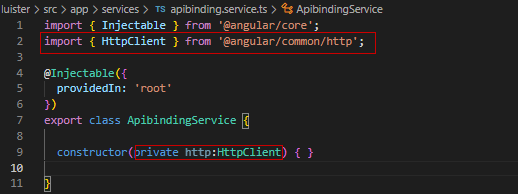 luister > src > app > services > TS apibinding.service.ts > ApibindingService
1 import { Injectable } from '@angular/core';
2 import { HttpClient } from '@angular/common/http';
3
4 @Injectable({
5 providedIn: 'root'
6 })
7 export class ApibindingService {
8
9 constructor(private http:HttpClient) { }
10
11 }